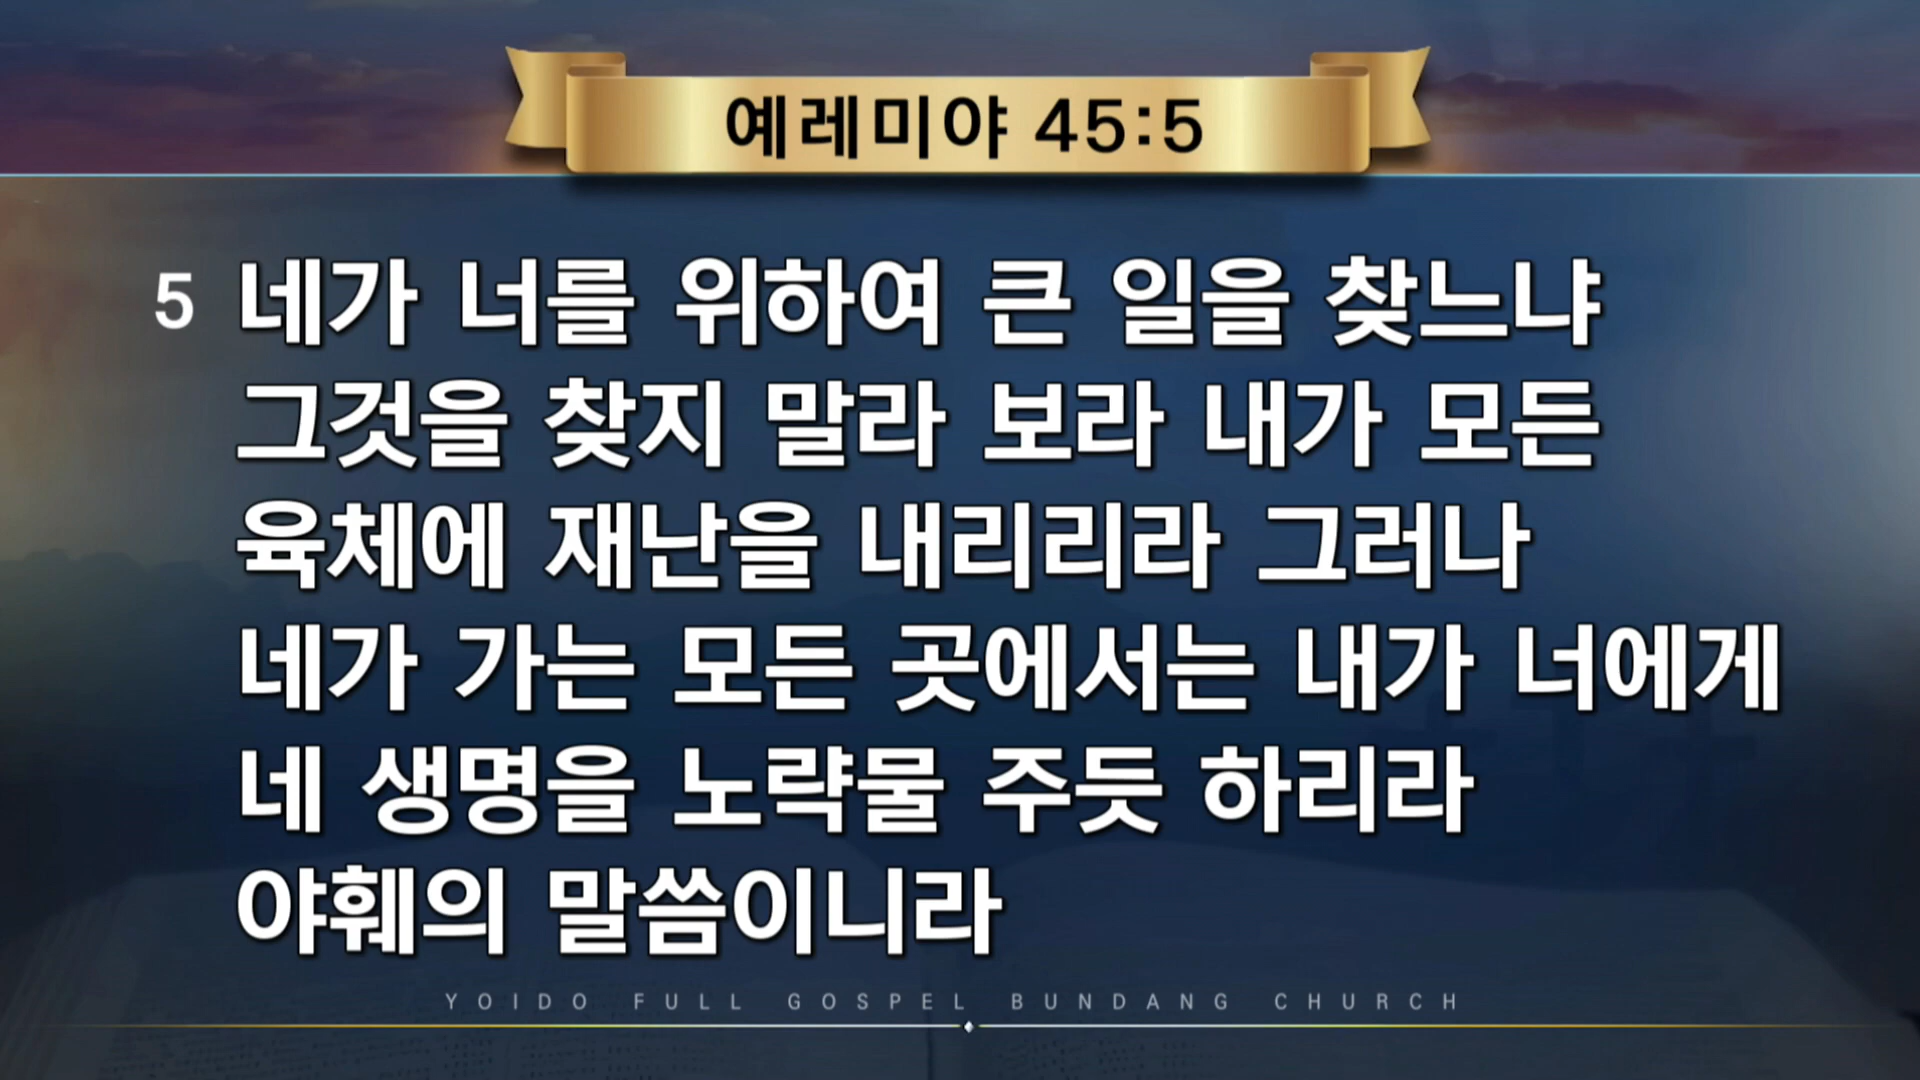 예레미야 45:5
5 네가 너를 위하여 큰 일을 찾느냐
그것을 찾지 말라 보라 내가 모든
육체에 재난을 내리리라 그러나
네가 가는 모든 곳에서는 내가 너에게
네 생명을 노략물 주듯 하리라
야훼의 말씀이니라
YOIDO FULL GOSPEL BUNDANG CHURCH